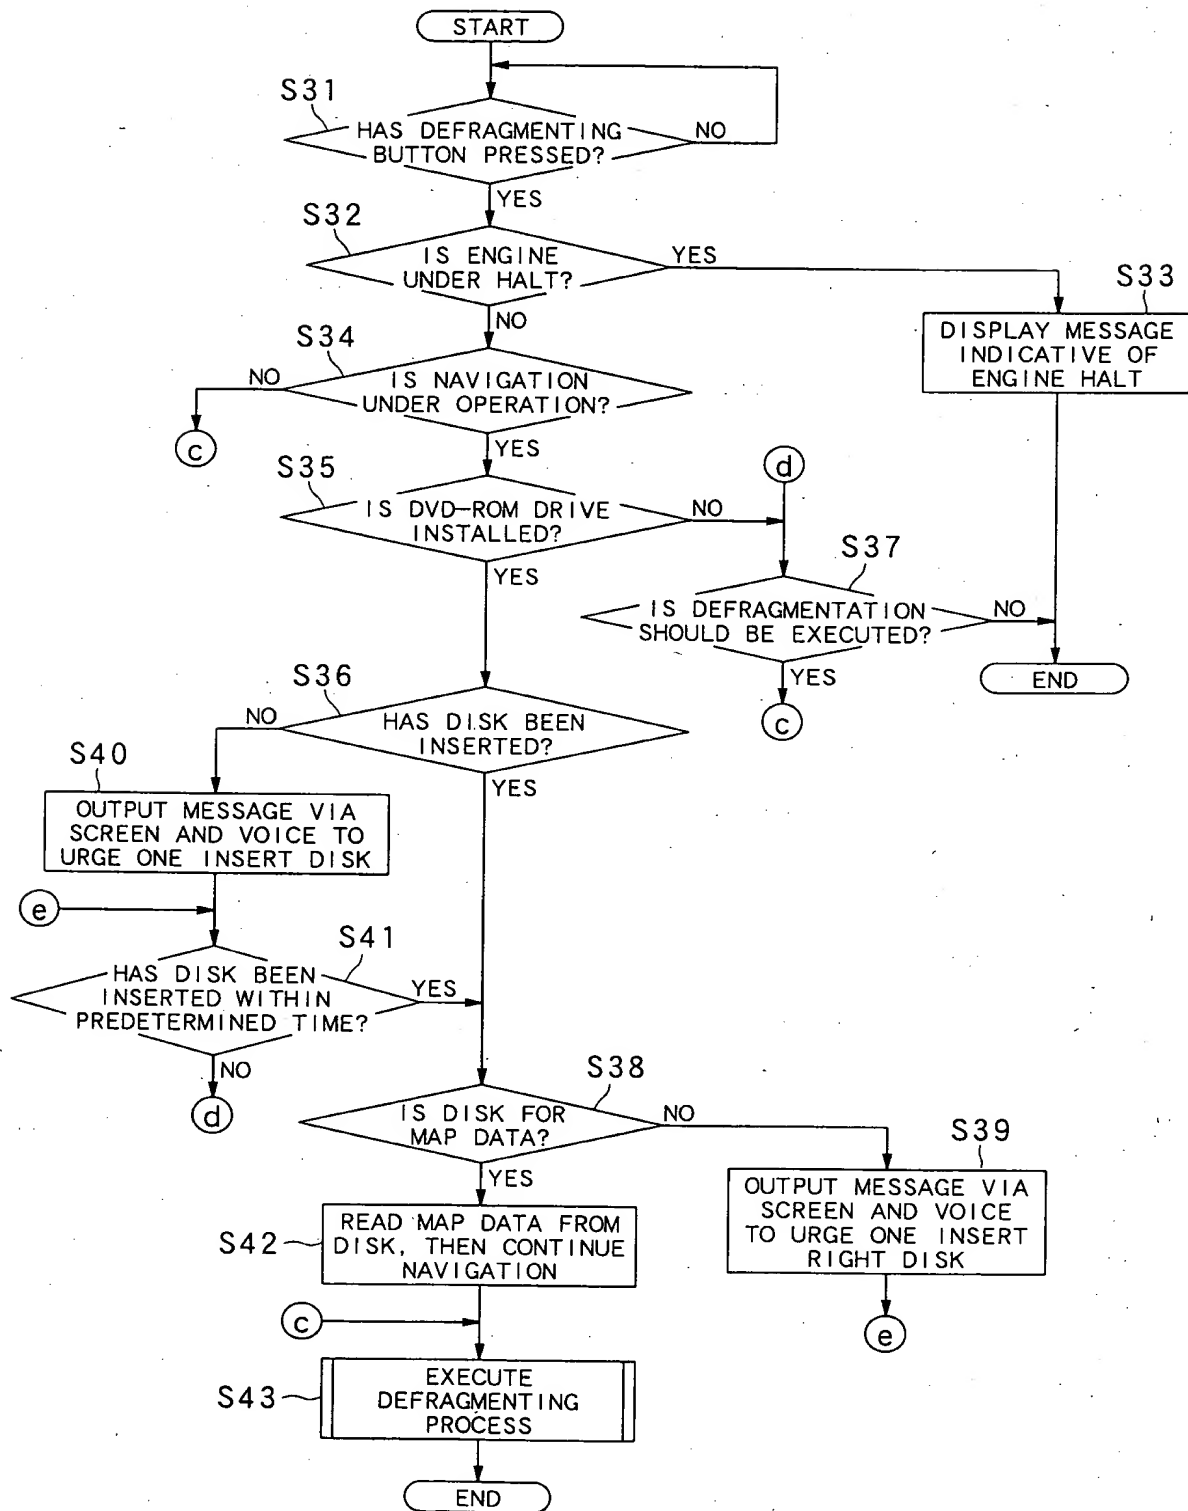 START
S31
HAS DEFRAGMENTING
BUTTON PRESSED?
NO
YES
S32
IS ENGINE
UNDER HALT?
YES
NO
S33
DISPLAY MESSAGE
INDICATIVE OF
ENGINE HALT
S34
IS NAVIGATION
UNDER OPERATION?
NO
c
YES
S35
IS DVD-ROM DRIVE
INSTALLED?
NO
YES
d
S37
IS DEFRAGMENTATION
SHOULD BE EXECUTED?
NO
YES
c
END
S36
HAS DISK BEEN
INSERTED?
NO
YES
S40
OUTPUT MESSAGE VIA
SCREEN AND VOICE TO
URGE ONE INSERT DISK
e
S41
HAS DISK BEEN
INSERTED WITHIN
PREDETERMINED TIME?
YES
NO
d
S38
IS DISK FOR
MAP DATA?
NO
YES
S39
OUTPUT MESSAGE VIA
SCREEN AND VOICE
TO URGE ONE INSERT
RIGHT DISK
e
S42
READ MAP DATA FROM
DISK, THEN CONTINUE
NAVIGATION
c
S43
EXECUTE
DEFRAGMENTING
PROCESS
END